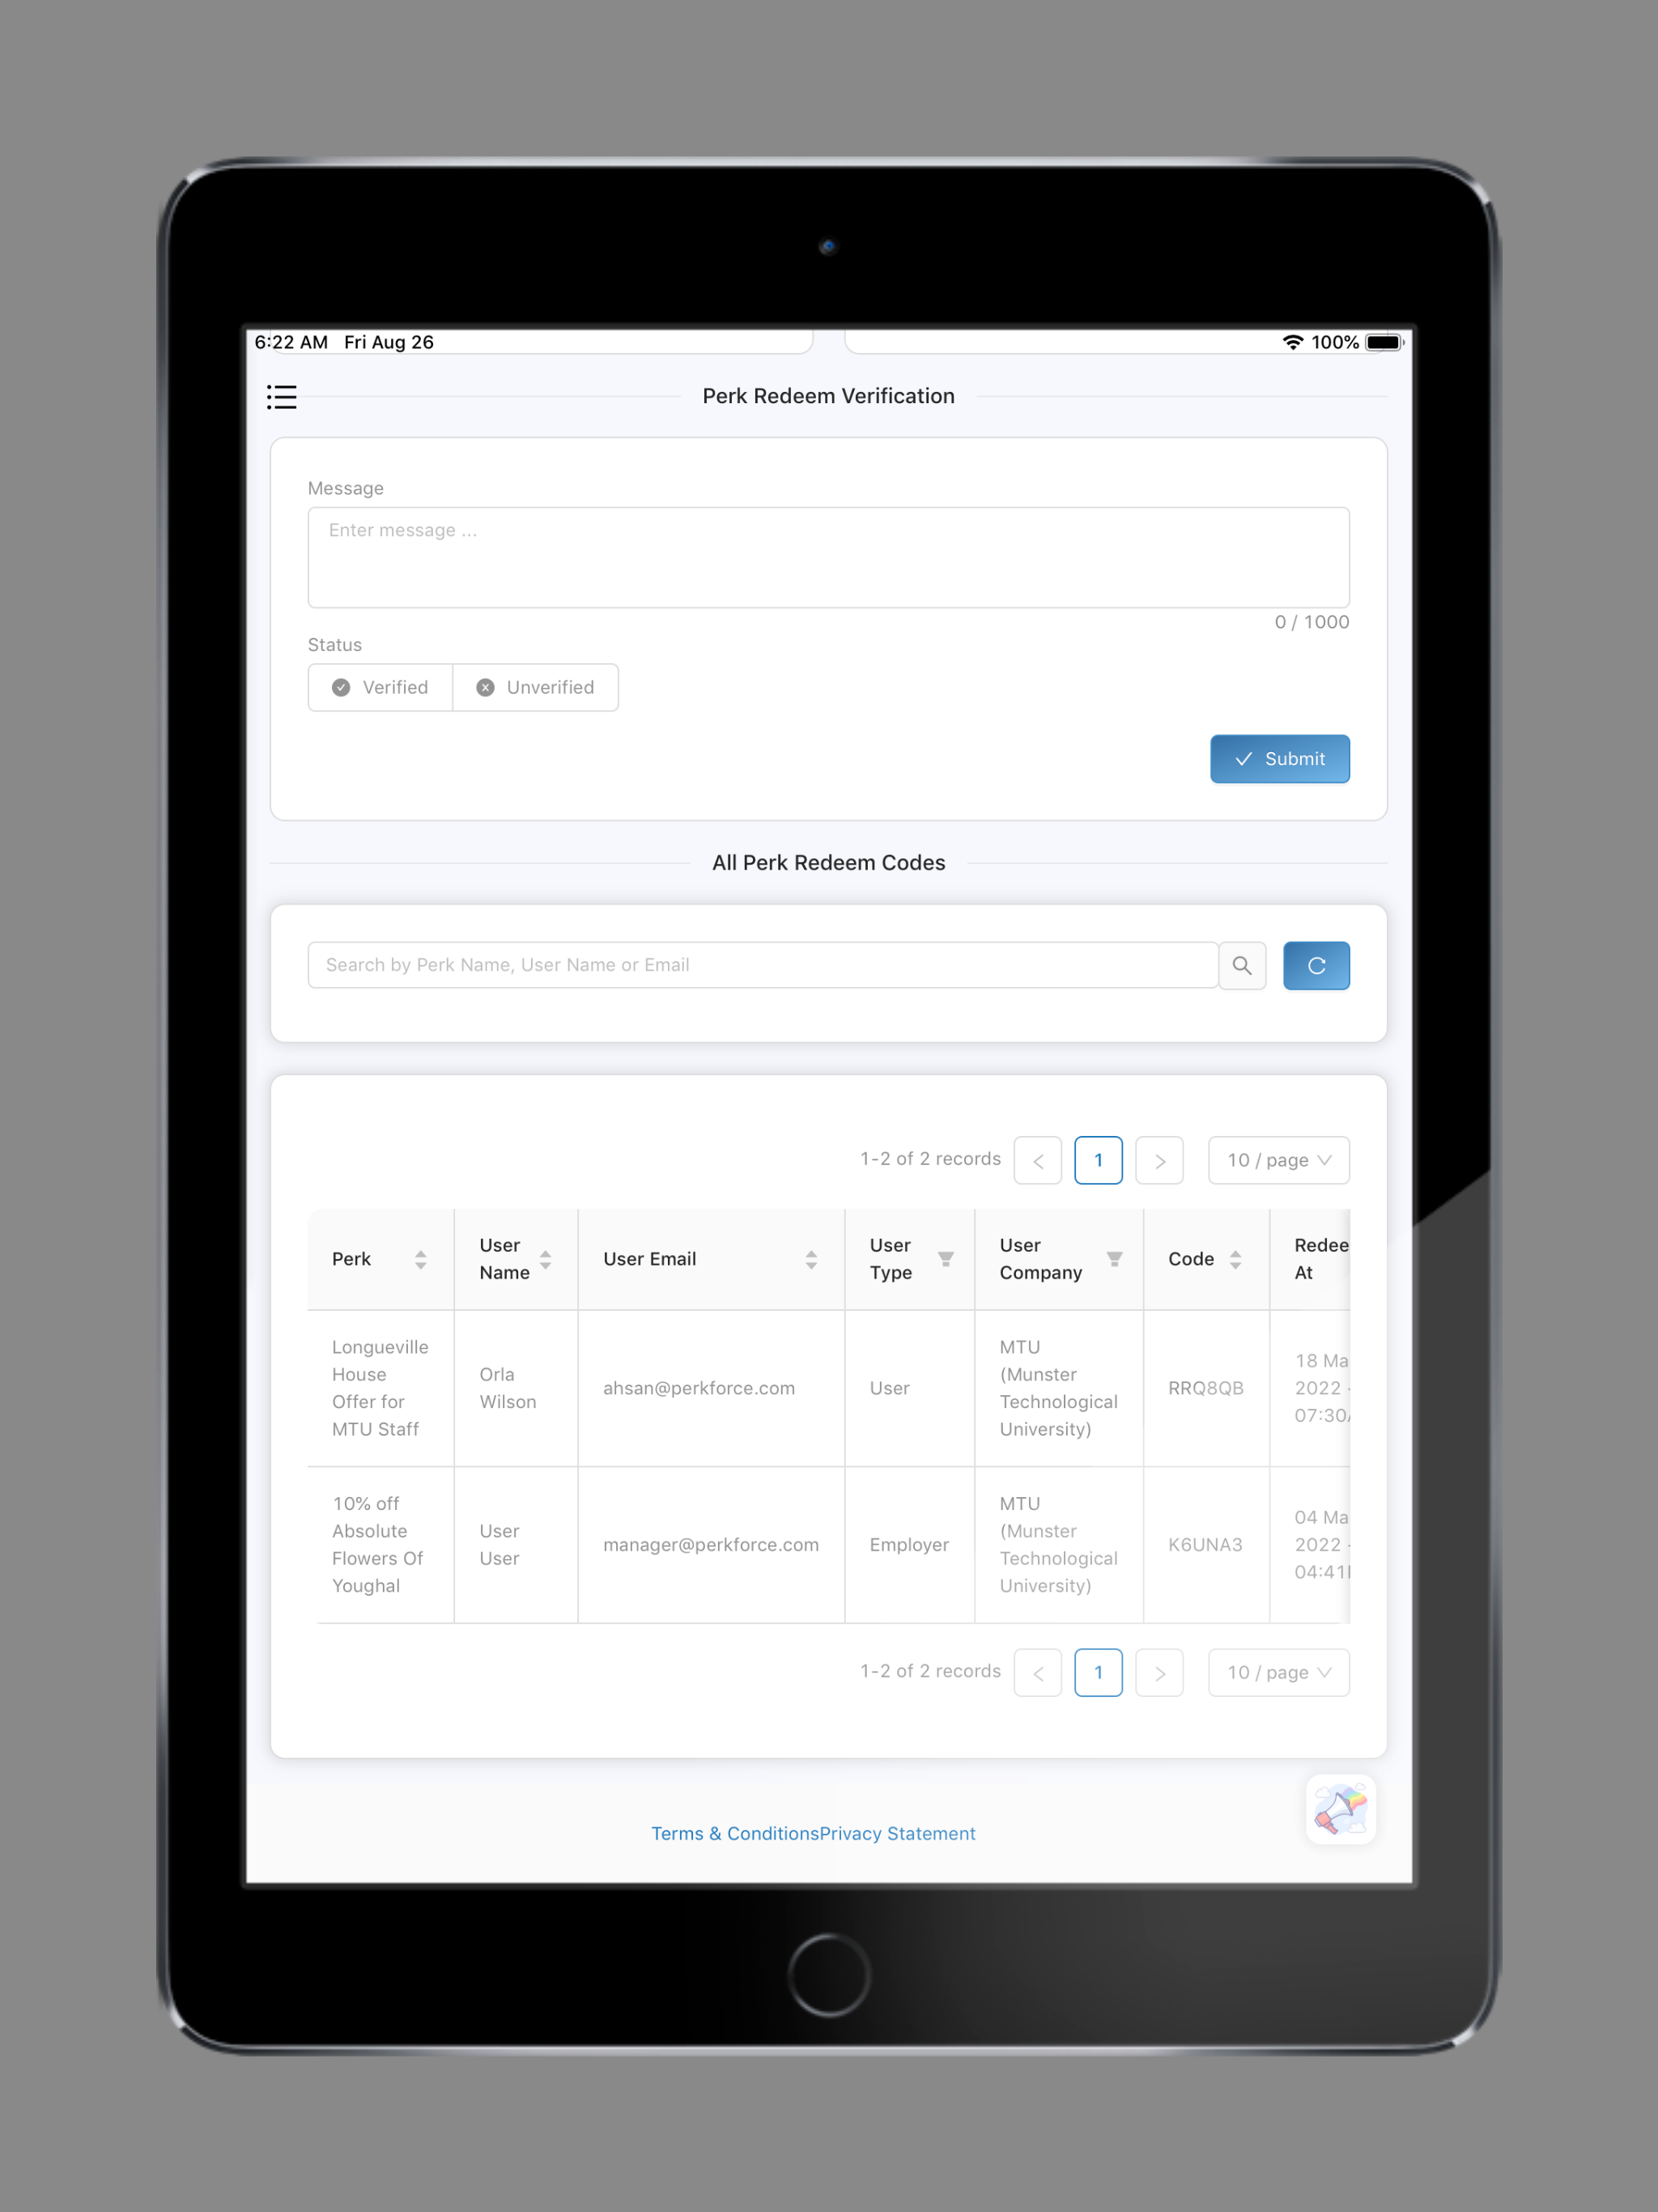 6:22 AM Fri Aug 26
100%
Perk Redeem Verification
Message
Enter message ...
0 / 1000
Status
Verified
Unverified
Submit
All Perk Redeem Codes
Search by Perk Name, User Name or Email
1-2 of 2 records
1
10 / page
Perk
User
Name
User Email
User
Type
User
Company
Code
Redee
At
Longueville
House
Offer for
MTU Staff
Orla
Wilson
ahsan@perkforce.com
User
MTU
(Munster
Technological
University)
RRQ8QB
18 Ma
2022 -
07:30
10% off
Absolute
Flowers Of
Youghal
User
User
manager@perkforce.com
Employer
MTU
(Munster
Technological
University)
K6UNA3
04 Ma
2022 -
04:41
1-2 of 2 records
1
10 / page
Terms & ConditionsPrivacy Statement